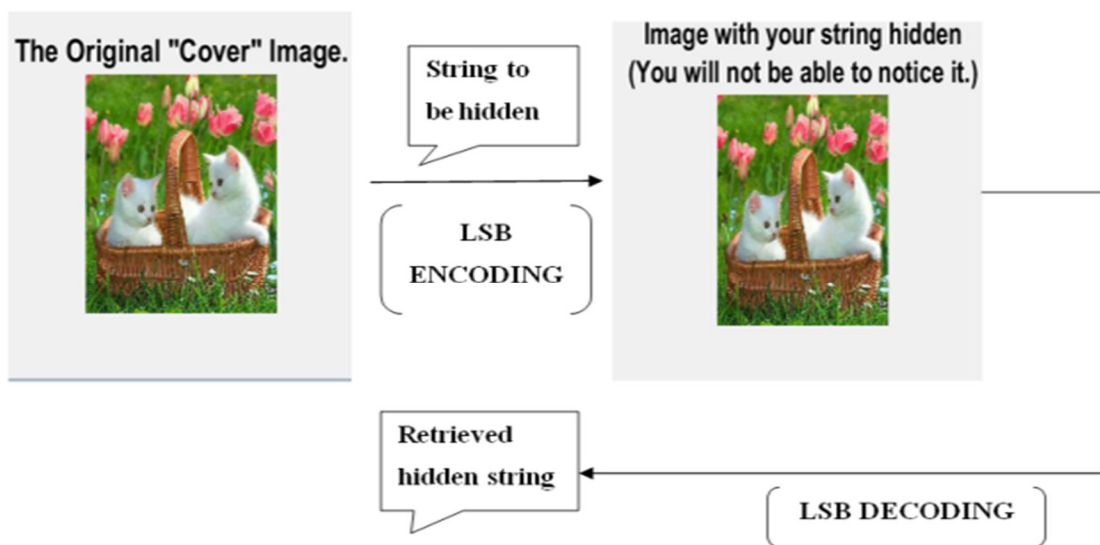 The Original "Cover" Image.
String to
be hidden
LSB
ENCODING
Image with your string hidden
(You will not be able to notice it.)
Retrieved
hidden string
LSB DECODING